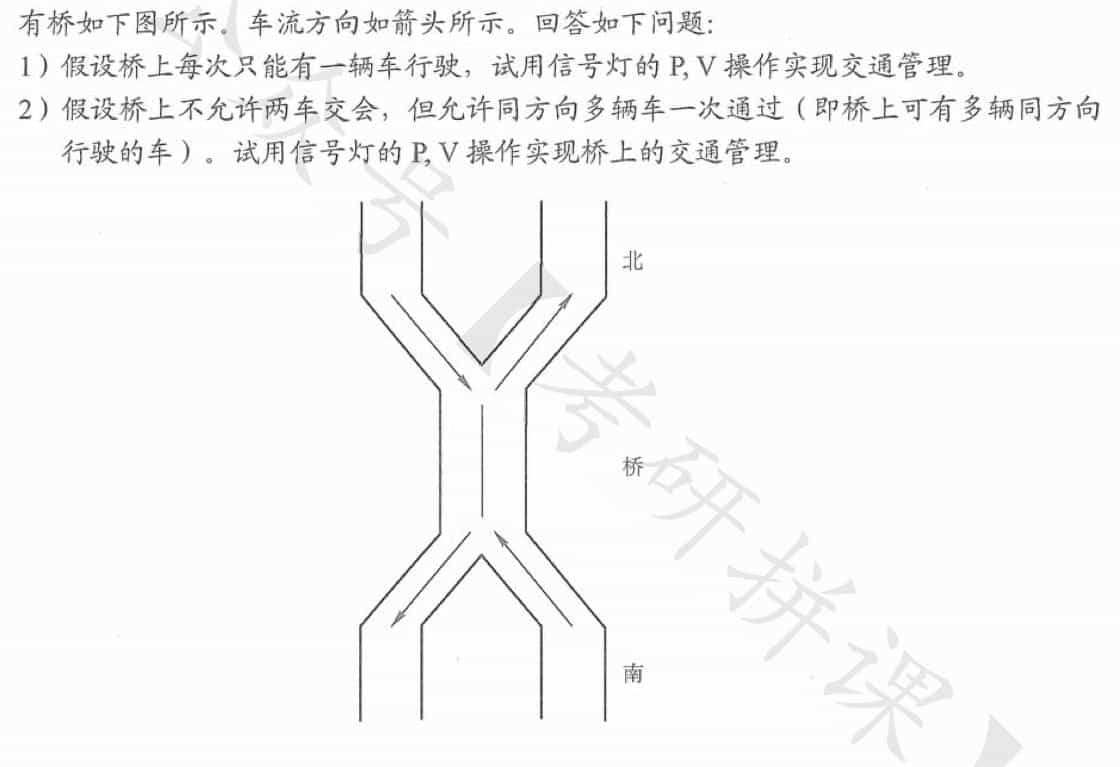 有桥如下图所示。车流方向如箭头所示。回答如下问题:
1)假设桥上每次只能有一辆车行驶,试用信号灯的 P, V 操作实现交通管理。
2)假设桥上不允许两车交会,但允许同方向多辆车一次通过(即桥上可有多辆同方向
行驶的车)。试用信号灯的 P, V 操作实现桥上的交通管理。
北
桥
南
公众号【考研拼课】